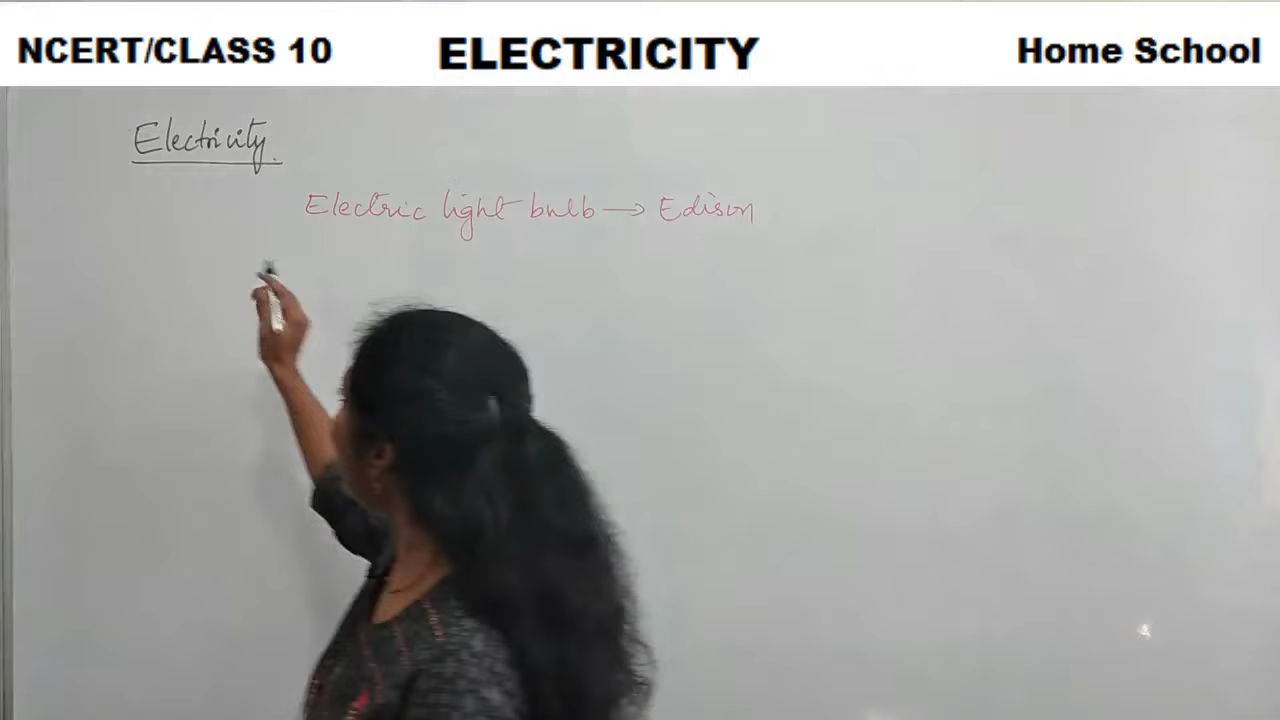 NCERT/CLASS 10 ELECTRICITY Home School
Electricity.
Electric light bulb → Edison